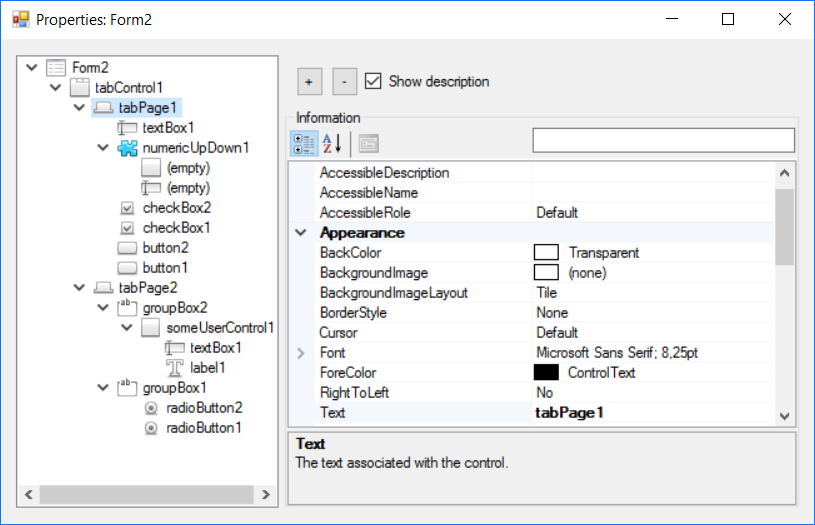 Properties: Form2
Form2
tabControl1
tabPage1
textBox1
numericUpDown1
(empty)
(empty)
checkBox2
checkBox1
button2
button1
tabPage2
groupBox2
someUserControl1
textBox1
label1
groupBox1
radioButton2
radioButton1
+ - Show description
Information
AccessibleDescription
AccessibleName
AccessibleRole Default
Appearance
BackColor Transparent
BackgroundImage (none)
BackgroundImageLayout Tile
BorderStyle None
Cursor Default
Font Microsoft Sans Serif; 8,25pt
ForeColor ControlText
RightToLeft No
Text tabPage1
Text
The text associated with the control.